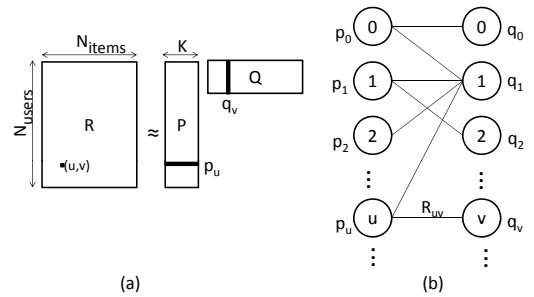 N_items
K
N_users
R
(u,v)
≈
P
Q
q_v
p_u
(a)
p_0 0 0 q_0
p_1 1 1 q_1
p_2 2 2 q_2
p_u u R_uv v q_v
(b)